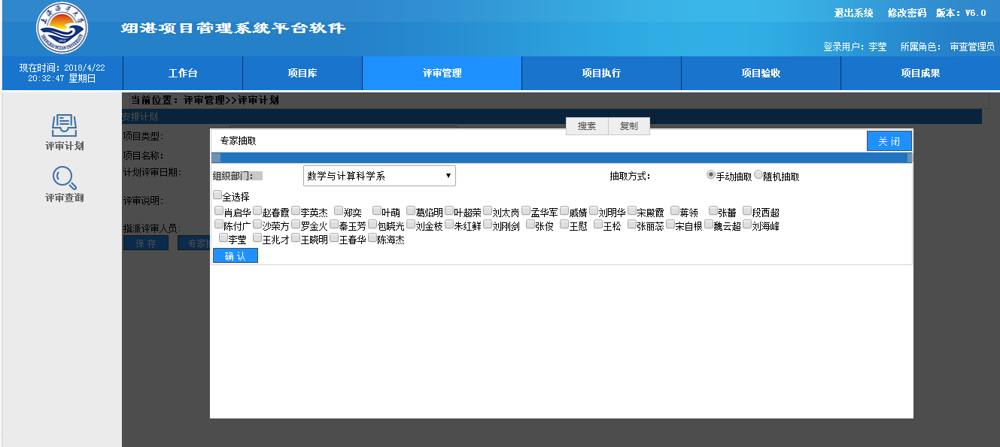 退出系统 修改密码 版本：V6.0
翊湛项目管理系统平台软件
登录用户：李莹 所属角色： 审查管理员
现在时间：2018/4/22
20:32:47 星期日
工作台 项目库 评审管理 项目执行 项目验收 项目成果
当前位置：评审管理>>评审计划
安排计划
搜索 复制
评审计划
评审查询
项目类型：
项目名称：
计划评审日期：
评审说明：
指派评审人员：
保 存 专家
专家抽取 关 闭
组织部门： 数学与计算科学系 抽取方式： 手动抽取 随机抽取
全选择
肖启华 赵春霞 李英杰 郑奕 叶萌 葛焰明 叶超荣 刘太岗 孟华军 戚婧 刘明华 宋殿霞 蒋领 张蕾 段西超
陈付广 沙荣方 罗金火 秦玉芳 包晓光 刘金枝 朱红鲜 刘刚剑 张俊 王慰 王松 张丽蕊 宋自根 魏云超 刘海峰
李莹 王兆才 王晓明 王春华 陈海杰
确 认